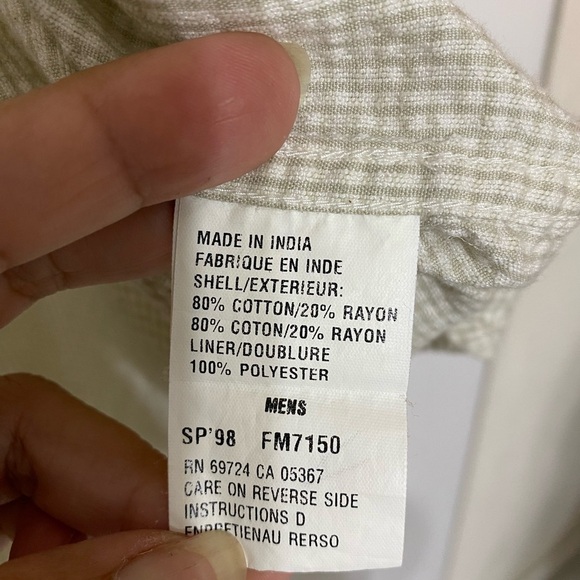 MADE IN INDIA
FABRIQUE EN INDE
SHELL/EXTERIEUR:
80% COTTON/20% RAYON
80% COTON/20% RAYON
LINER/DOUBLURE
100% POLYESTER
MENS
SP'98 FM7150
RN 69724 CA 05367
CARE ON REVERSE SIDE
INSTRUCTIONS D
ENPRETIENAU RERSO